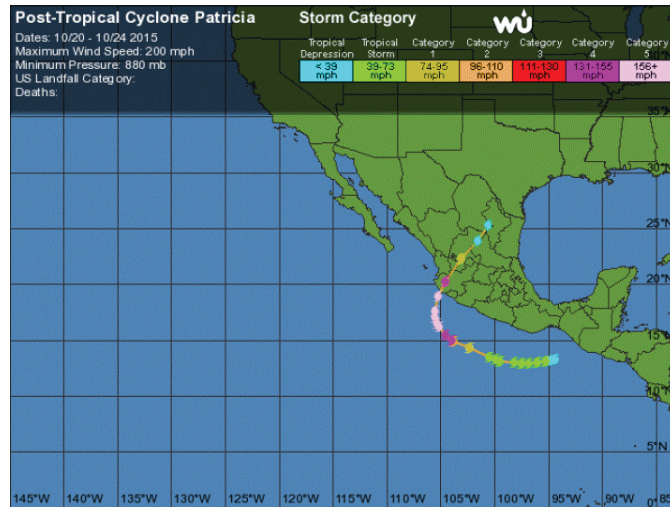 Post-Tropical Cyclone Patricia
Dates: 10/20 - 10/24 2015
Maximum Wind Speed: 200 mph
Minimum Pressure: 880 mb
US Landfall Category:
Deaths:
Storm Category
wu
Tropical Depression
Tropical Storm
Category 1
Category 2
Category 3
Category 4
Category 5
< 39 mph
39-73 mph
74-95 mph
96-110 mph
111-130 mph
131-155 mph
156+ mph
35°N
30°N
25°N
20°N
15°N
10°N
5°N
0°
145°W 140°W 135°W 130°W 125°W 120°W 115°W 110°W 105°W 100°W 95°W 90°W 85°